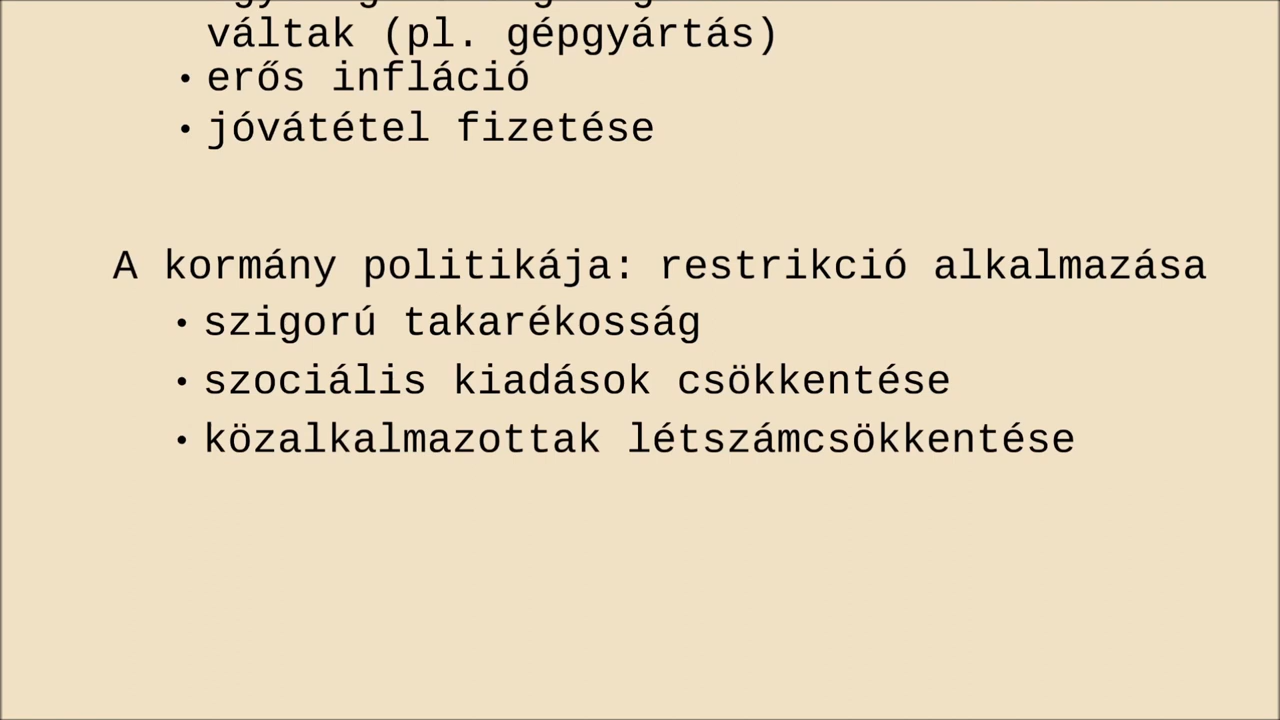 váltak (pl. gépgyártás)
• erős infláció
• jóvátétel fizetése
A kormány politikája: restrikció alkalmazása
• szigorú takarékosság
• szociális kiadások csökkentése
• közalkalmazottak létszámcsökkentése